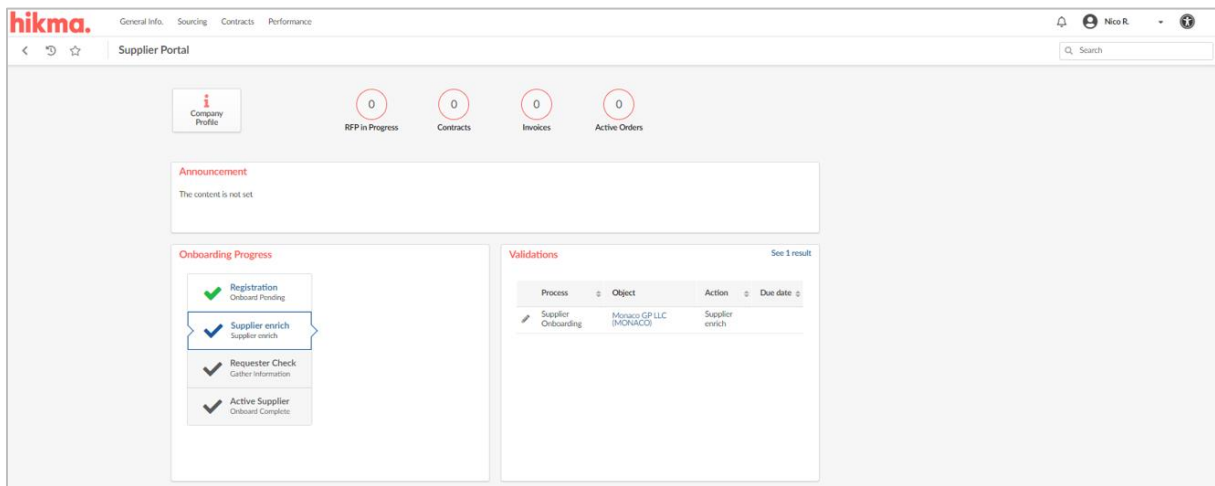 hikma.
General Info. Sourcing Contracts Performance
Nico R.
Supplier Portal
Search
Company
Profile
0 0 0 0
RFP in Progress Contracts Invoices Active Orders
Announcement
The content is not set
Onboarding Progress
Registration
Onboard Pending
Supplier enrich
Supplier enrich
Requester Check
Gather Information
Active Supplier
Onboard Complete
Validations See 1 result
Process Object Action Due date
Supplier Monaco GP LLC Supplier
Onboarding (MONACO) enrich